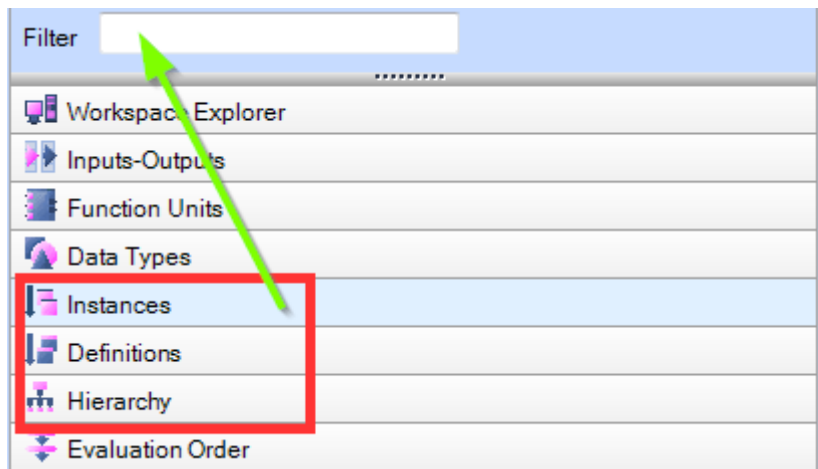 Filter
Workspace Explorer
Inputs-Outputs
Function Units
Data Types
Instances
Definitions
Hierarchy
Evaluation Order